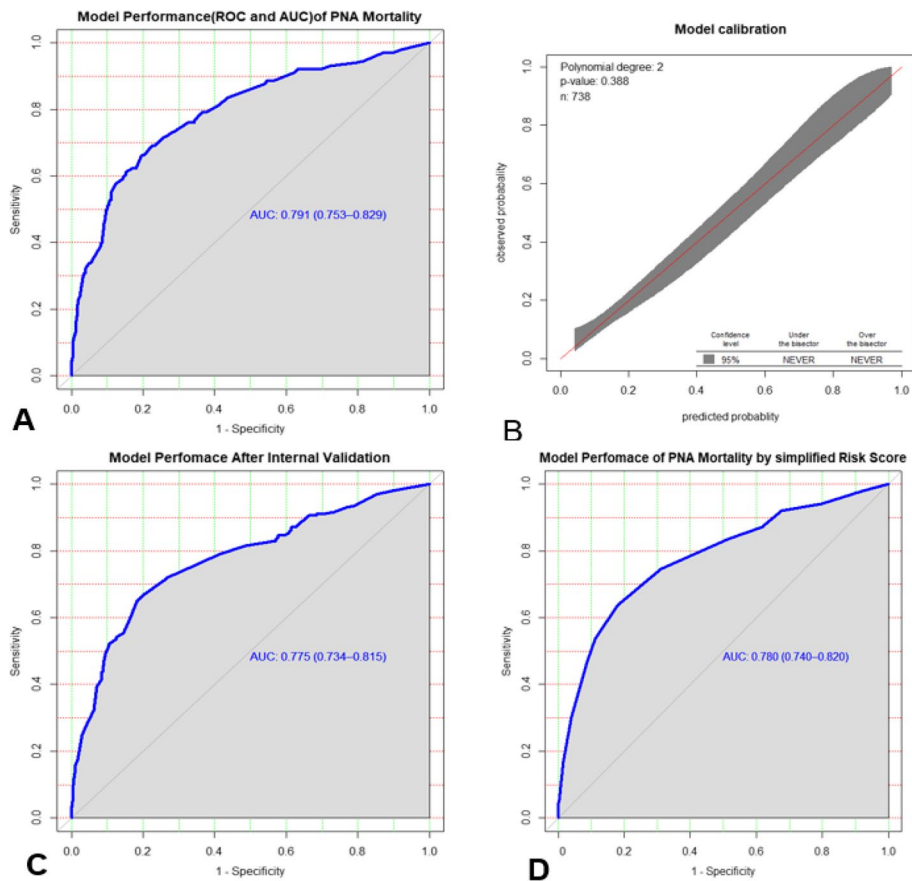 Model Performance(ROC and AUC)of PNA Mortality
1.0
0.8
0.6
0.4
0.2
0.0
Sensitivity
AUC: 0.791 (0.753–0.829)
0.0 0.2 0.4 0.6 0.8 1.0
1 - Specificity
A
Model calibration
Polynomial degree: 2
p-value: 0.388
n: 738
1.0
0.8
0.6
0.4
0.2
0.0
observed probability
Confidence level Under the bisector Over the bisector
95% NEVER NEVER
0.0 0.2 0.4 0.6 0.8 1.0
predicted probablity
B
Model Perfomace After Internal Validation
1.0
0.8
0.6
0.4
0.2
0.0
Sensitivity
AUC: 0.775 (0.734–0.815)
0.0 0.2 0.4 0.6 0.8 1.0
1 - Specificity
C
Model Perfomace of PNA Mortality by simplified Risk Score
1.0
0.8
0.6
0.4
0.2
0.0
Sensitivity
AUC: 0.780 (0.740–0.820)
0 0.2 0.4 0.6 0.8 1.0
1 - Specificity
D